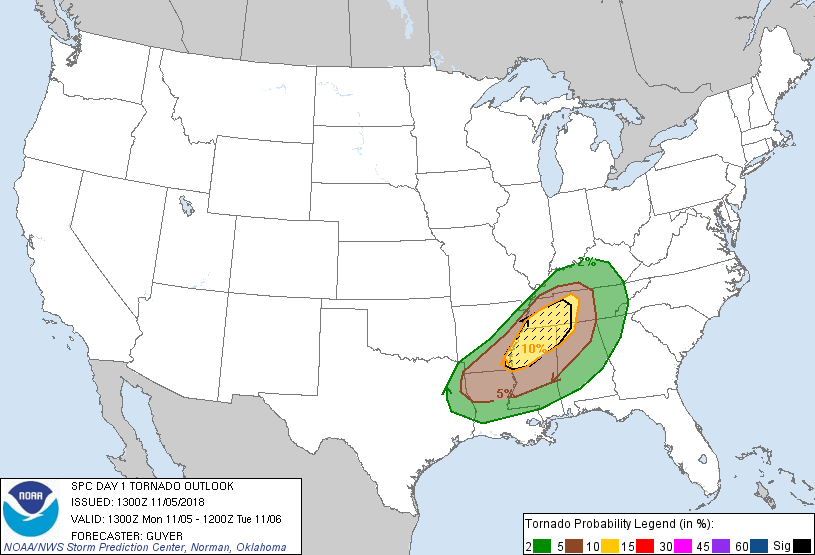 2%
10%
5%
NOAA
SPC DAY 1 TORNADO OUTLOOK
ISSUED: 1300Z 11/05/2018
VALID: 1300Z Mon 11/05 - 1200Z Tue 11/06
FORECASTER: GUYER
NOAA/NWS Storm Prediction Center, Norman, Oklahoma
Tornado Probability Legend (in %):
2 5 10 15 30 45 60 Sig